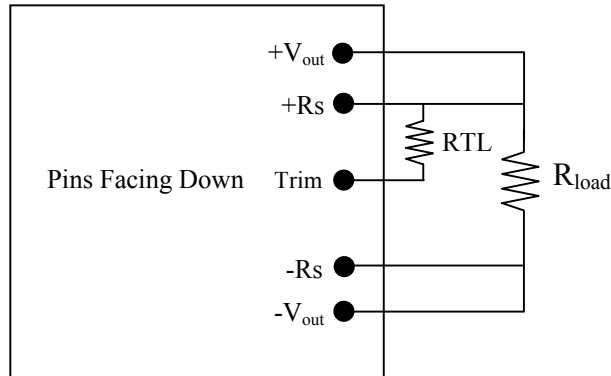 +Vout
+Rs
RTL
Pins Facing Down
Trim
Rload
-Rs
-Vout